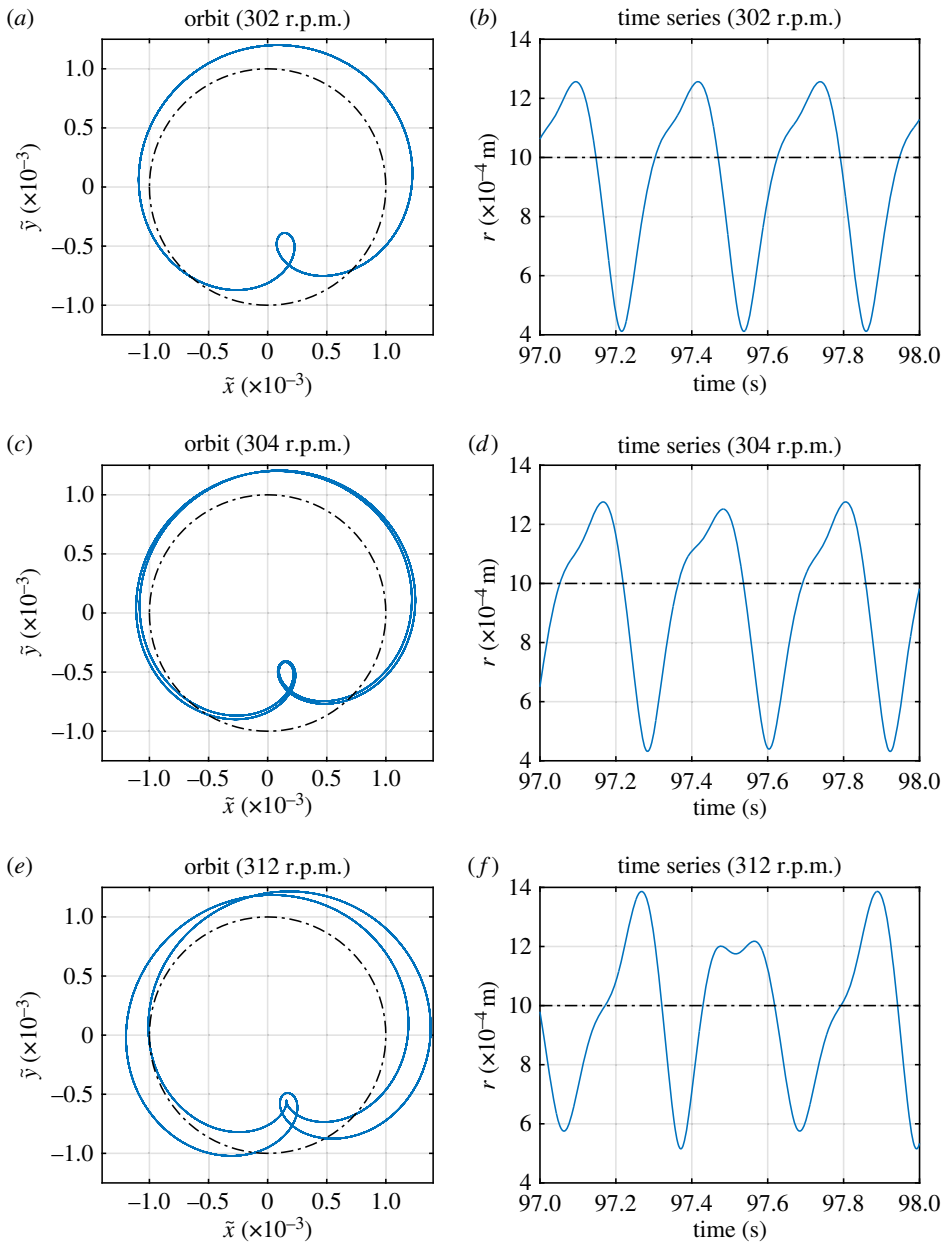 (a) orbit (302 r.p.m.)
1.0
0.5
0
−0.5
−1.0
ỹ (×10⁻³)
−1.0 −0.5 0 0.5 1.0
x̃ (×10⁻³)
(b) time series (302 r.p.m.)
14
12
10
8
6
4
r (×10⁻⁴ m)
97.0 97.2 97.4 97.6 97.8 98.0
time (s)
(c) orbit (304 r.p.m.)
1.0
0.5
0
−0.5
−1.0
ỹ (×10⁻³)
−1.0 −0.5 0 0.5 1.0
x̃ (×10⁻³)
(d) time series (304 r.p.m.)
14
12
10
8
6
4
r (×10⁻⁴ m)
97.0 97.2 97.4 97.6 97.8 98.0
time (s)
(e) orbit (312 r.p.m.)
1.0
0.5
0
−0.5
−1.0
ỹ (×10⁻³)
−1.0 −0.5 0 0.5 1.0
x̃ (×10⁻³)
(f) time series (312 r.p.m.)
14
12
10
8
6
4
r (×10⁻⁴ m)
97.0 97.2 97.4 97.6 97.8 98.0
time (s)